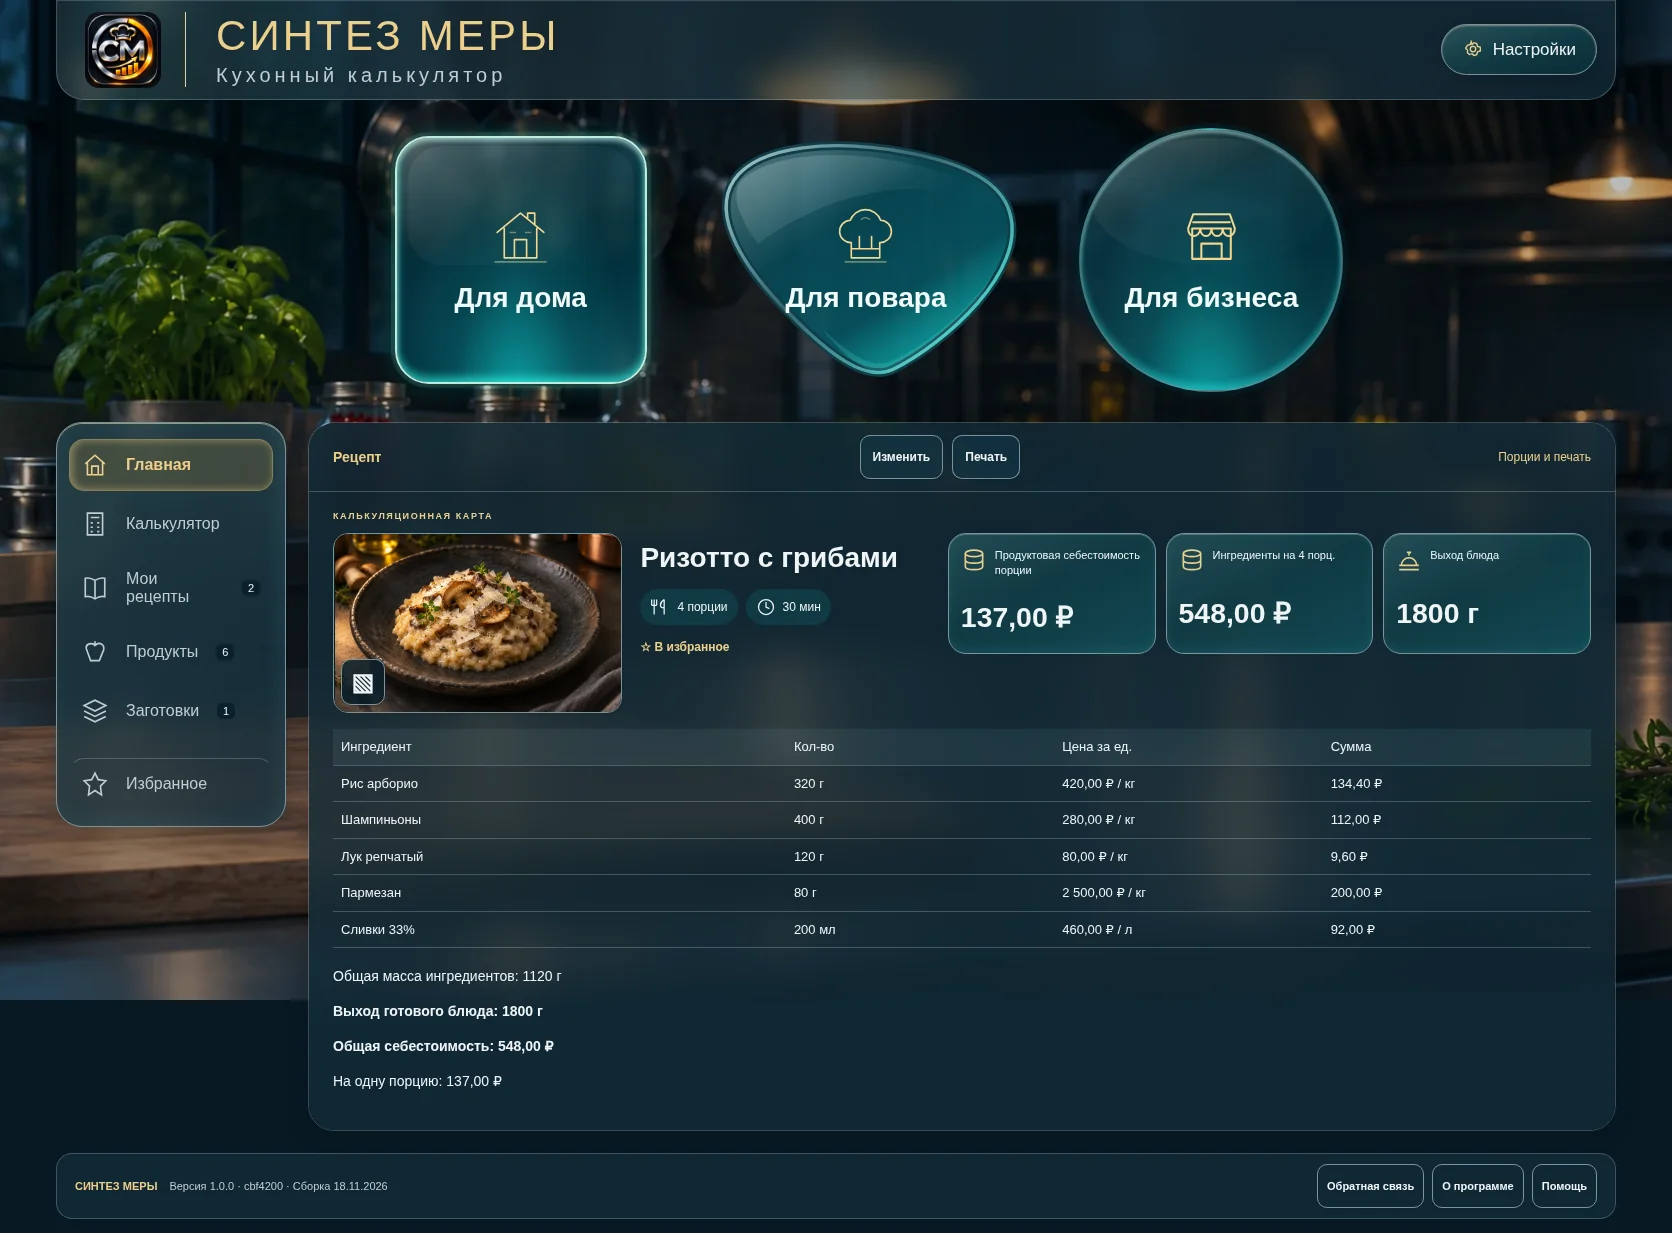 СМ
СИНТЕЗ МЕРЫ
Кухонный калькулятор
Настройки
Для дома
Для повара
Для бизнеса
Главная
Калькулятор
Мои
рецепты
2
Продукты 6
Заготовки 1
Избранное
Рецепт
Изменить
Печать
Порции и печать
КАЛЬКУЛЯЦИОННАЯ КАРТА
Ризотто с грибами
4 порции
30 мин
☆ В избранное
Продуктовая себестоимость
порции
137,00 ₽
Ингредиенты на 4 порц.
548,00 ₽
Выход блюда
1800 г
Ингредиент Кол-во Цена за ед. Сумма
Рис арборио 320 г 420,00 ₽ / кг 134,40 ₽
Шампиньоны 400 г 280,00 ₽ / кг 112,00 ₽
Лук репчатый 120 г 80,00 ₽ / кг 9,60 ₽
Пармезан 80 г 2 500,00 ₽ / кг 200,00 ₽
Сливки 33% 200 мл 460,00 ₽ / л 92,00 ₽
Общая масса ингредиентов: 1120 г
Выход готового блюда: 1800 г
Общая себестоимость: 548,00 ₽
На одну порцию: 137,00 ₽
СИНТЕЗ МЕРЫ Версия 1.0.0 · cbf4200 · Сборка 18.11.2026
Обратная связь
О программе
Помощь